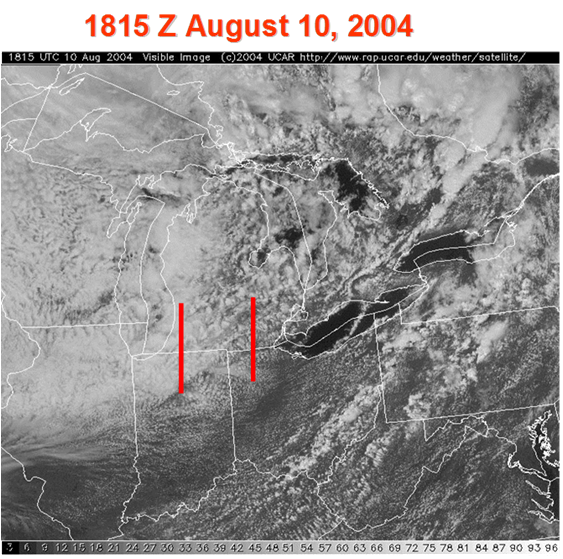 1815 Z August 10, 2004
1815 UTC 10 Aug 2004 Visible Image (c)2004 UCAR http://www.rap.ucar.edu/weather/satellite/
3 6 9 12 15 18 21 24 27 30 33 36 39 42 45 48 51 54 57 60 63 66 69 72 75 78 81 84 87 90 93 96